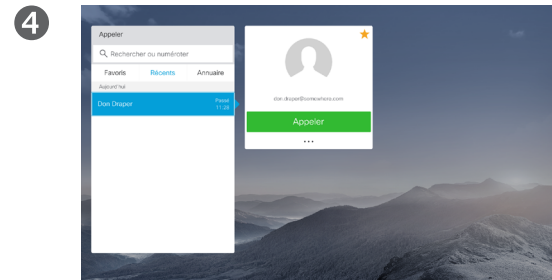 4
Appeler
Rechercher ou numéroter
Favoris Récents Annuaire
Aujourd'hui
Don Draper Passé
11:28
don.draper@somewhere.com
Appeler